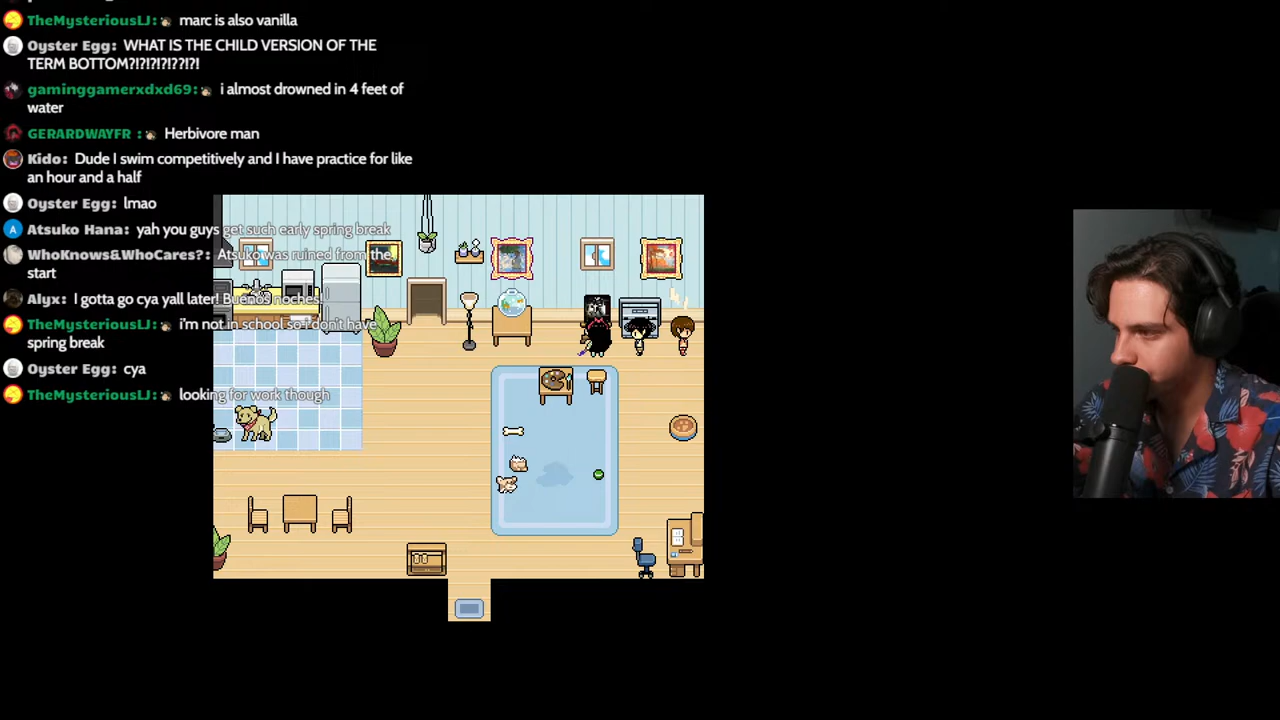 TheMysteriousLJ: marc is also vanilla
Oyster Egg: WHAT IS THE CHILD VERSION OF THE
TERM BOTTOM?!?!?!?!??!?!
gaminggamerxdxd69: i almost drowned in 4 feet of
water
GERARDWAYFR : Herbivore man
Kido: Dude I swim competitively and I have practice for like
an hour and a half
Oyster Egg: lmao
Atsuko Hana: yah you guys get such early spring break
WhoKnows&WhoCares?: Atsuko was ruined from the
start
Alyx: I gotta go cya yall later! Buenos noches!
TheMysteriousLJ: i'm not in school so i don't have
spring break
Oyster Egg: cya
TheMysteriousLJ: looking for work though